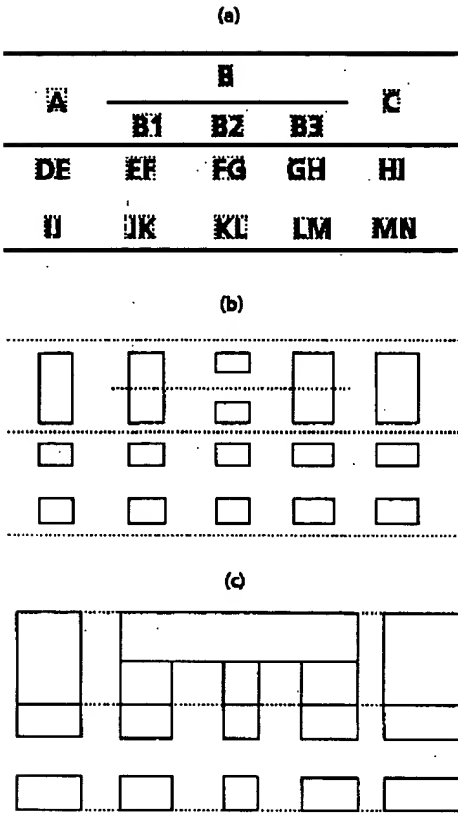 (a)
B
A C
B1 B2 B3
DE EF FG GH HI
IJ JK KL LM MN
(b)
(c)